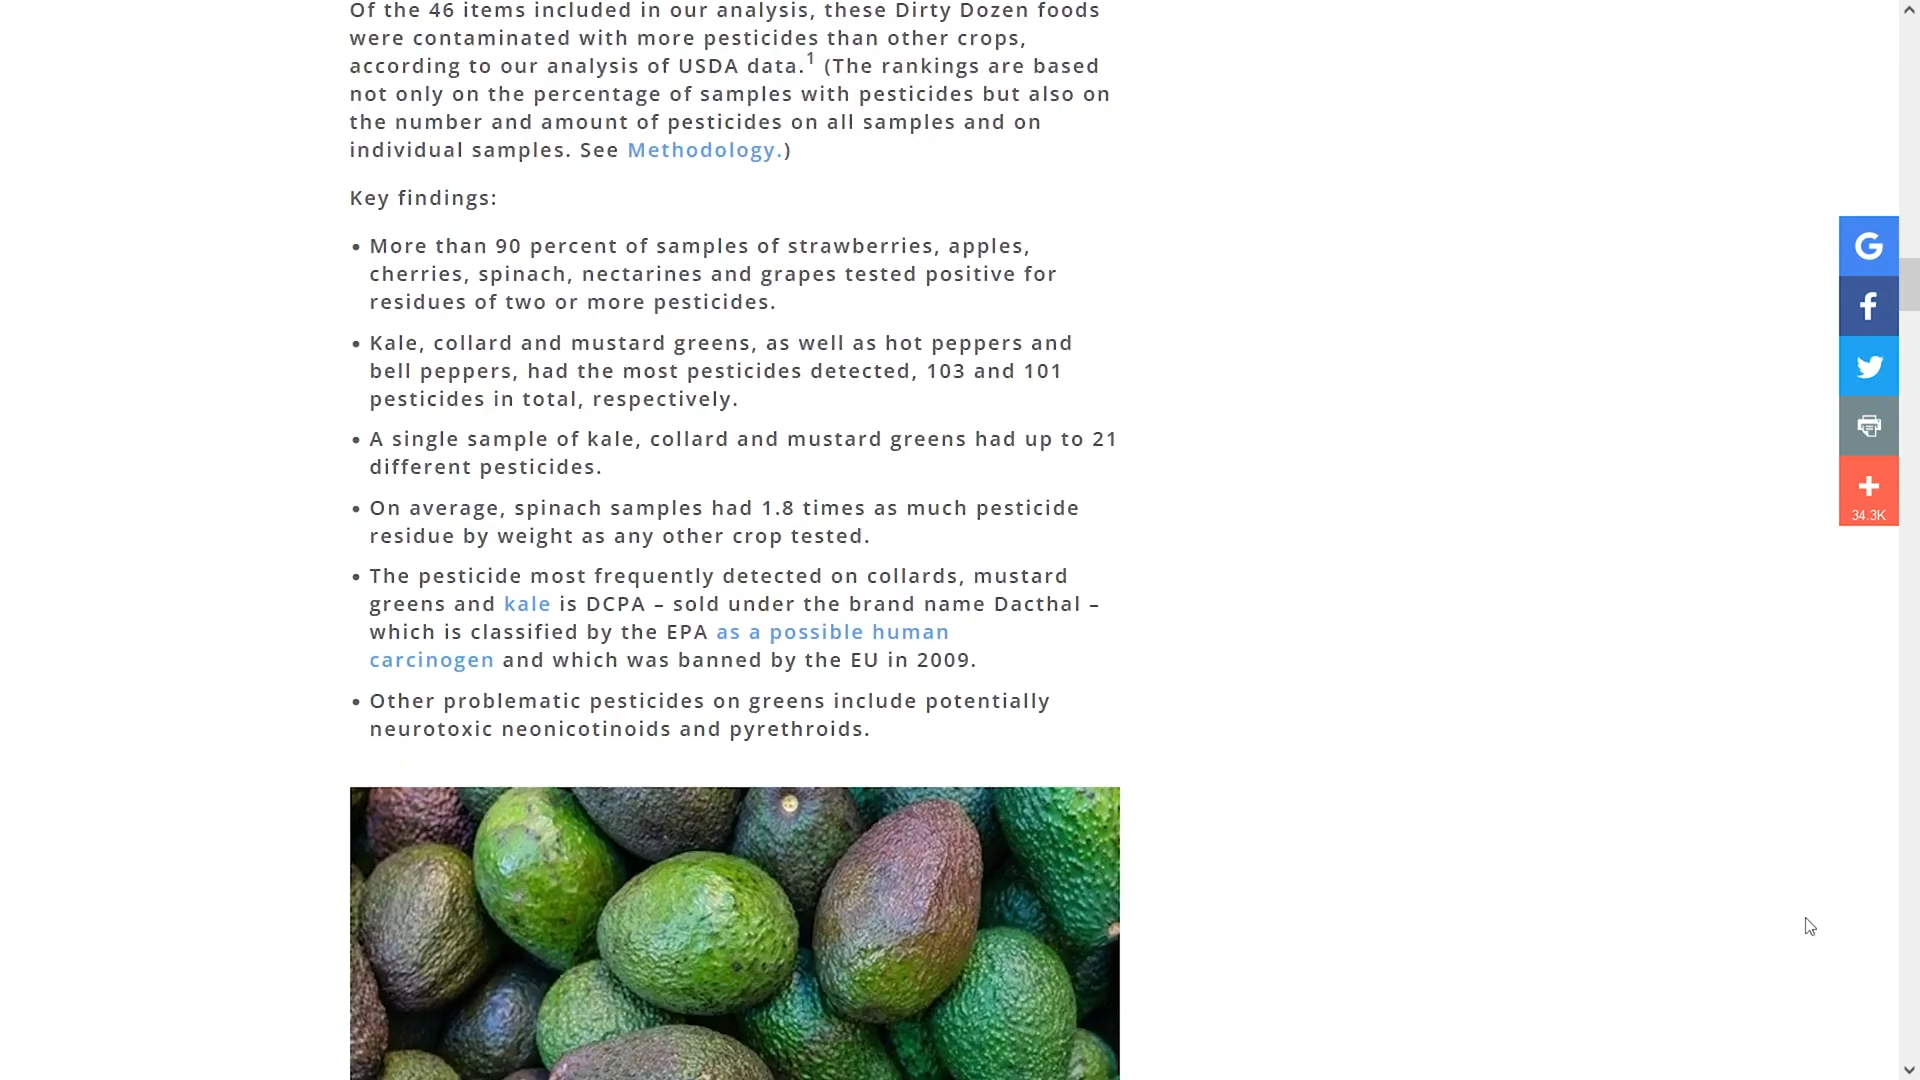 Of the 46 items included in our analysis, these Dirty Dozen foods
were contaminated with more pesticides than other crops,
according to our analysis of USDA data.1 (The rankings are based
not only on the percentage of samples with pesticides but also on
the number and amount of pesticides on all samples and on
individual samples. See Methodology.)
Key findings:
• More than 90 percent of samples of strawberries, apples,
cherries, spinach, nectarines and grapes tested positive for
residues of two or more pesticides.
• Kale, collard and mustard greens, as well as hot peppers and
bell peppers, had the most pesticides detected, 103 and 101
pesticides in total, respectively.
• A single sample of kale, collard and mustard greens had up to 21
different pesticides.
• On average, spinach samples had 1.8 times as much pesticide
residue by weight as any other crop tested.
• The pesticide most frequently detected on collards, mustard
greens and kale is DCPA – sold under the brand name Dacthal –
which is classified by the EPA as a possible human
carcinogen and which was banned by the EU in 2009.
• Other problematic pesticides on greens include potentially
neurotoxic neonicotinoids and pyrethroids.
34.3K